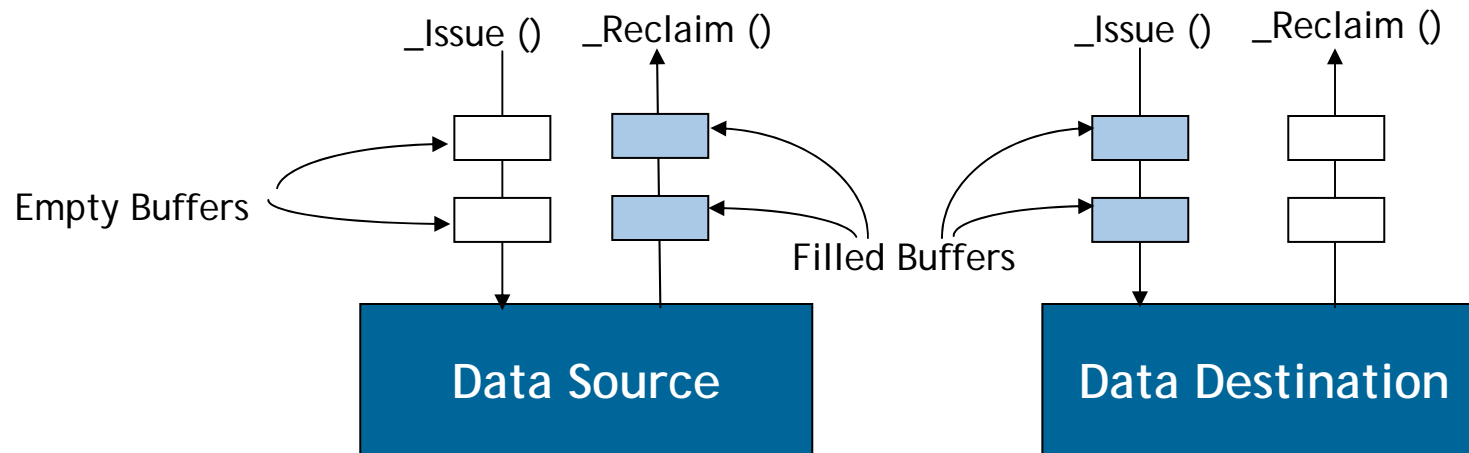 _Issue ()
_Reclaim ()
_Issue ()
_Reclaim ()
Empty Buffers
Filled Buffers
Data Source
Data Destination